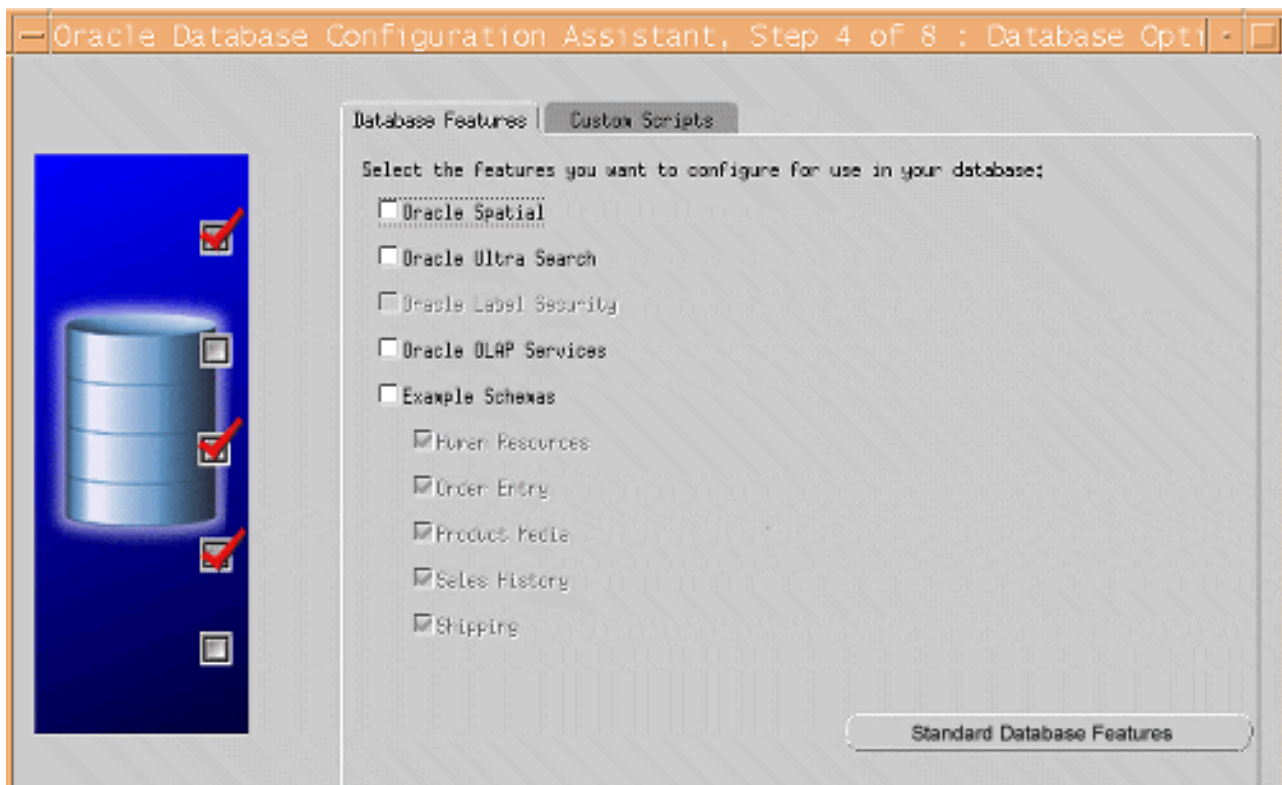 Oracle Database Configuration Assistant, Step 4 of 8 : Database Opti
Database Features
Custom Scripts
Select the features you want to configure for use in your database:
Oracle Spatial
Oracle Ultra Search
Oracle Label Security
Oracle OLAP Services
Example Schemas
Human Resources
Order Entry
Product Media
Sales History
Shipping
Standard Database Features